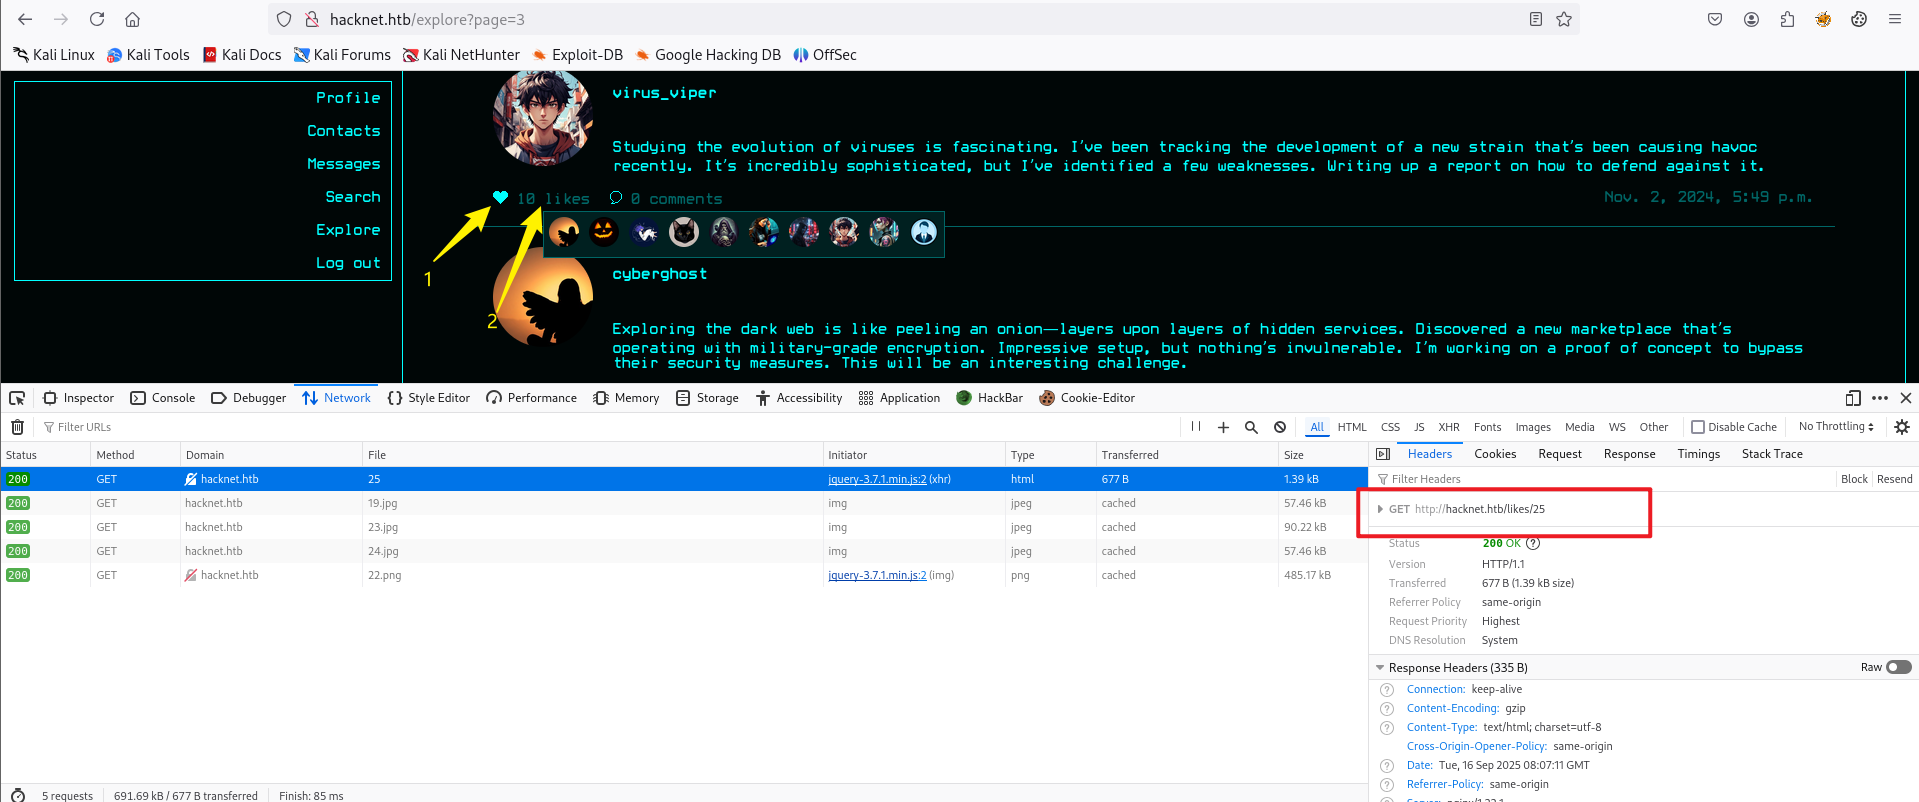 hacknet.htb/explore?page=3
Kali Linux Kali Tools Kali Docs Kali Forums Kali NetHunter Exploit-DB Google Hacking DB OffSec
Profile
Contacts
Messages
Search
Explore
Log out
virus_viper
Studying the evolution of viruses is fascinating. I've been tracking the development of a new strain that's been causing havoc
recently. It's incredibly sophisticated, but I've identified a few weaknesses. Writing up a report on how to defend against it.
10 likes 0 comments Nov. 2, 2024, 5:49 p.m.
1
2
cyberghost
Exploring the dark web is like peeling an onion—layers upon layers of hidden services. Discovered a new marketplace that's
operating with military-grade encryption. Impressive setup, but nothing's invulnerable. I'm working on a proof of concept to bypass
their security measures. This will be an interesting challenge.
Inspector Console Debugger Network Style Editor Performance Memory Storage Accessibility Application HackBar Cookie-Editor
Filter URLs All HTML CSS JS XHR Fonts Images Media WS Other Disable Cache No Throttling
Status Method Domain File Initiator Type Transferred Size
200 GET hacknet.htb 25 jquery-3.7.1.min.js:2 (xhr) html 677 B 1.39 kB
200 GET hacknet.htb 19.jpg img jpeg cached 57.46 kB
200 GET hacknet.htb 23.jpg img jpeg cached 90.22 kB
200 GET hacknet.htb 24.jpg img jpeg cached 57.46 kB
200 GET hacknet.htb 22.png jquery-3.7.1.min.js:2 (img) png cached 485.17 kB
5 requests 691.69 kB / 677 B transferred Finish: 85 ms
Headers Cookies Request Response Timings Stack Trace
Filter Headers Block Resend
GET http://hacknet.htb/likes/25
Status 200 OK
Version HTTP/1.1
Transferred 677 B (1.39 kB size)
Referrer Policy same-origin
Request Priority Highest
DNS Resolution System
Response Headers (335 B) Raw
Connection: keep-alive
Content-Encoding: gzip
Content-Type: text/html; charset=utf-8
Cross-Origin-Opener-Policy: same-origin
Date: Tue, 16 Sep 2025 08:07:11 GMT
Referrer-Policy: same-origin